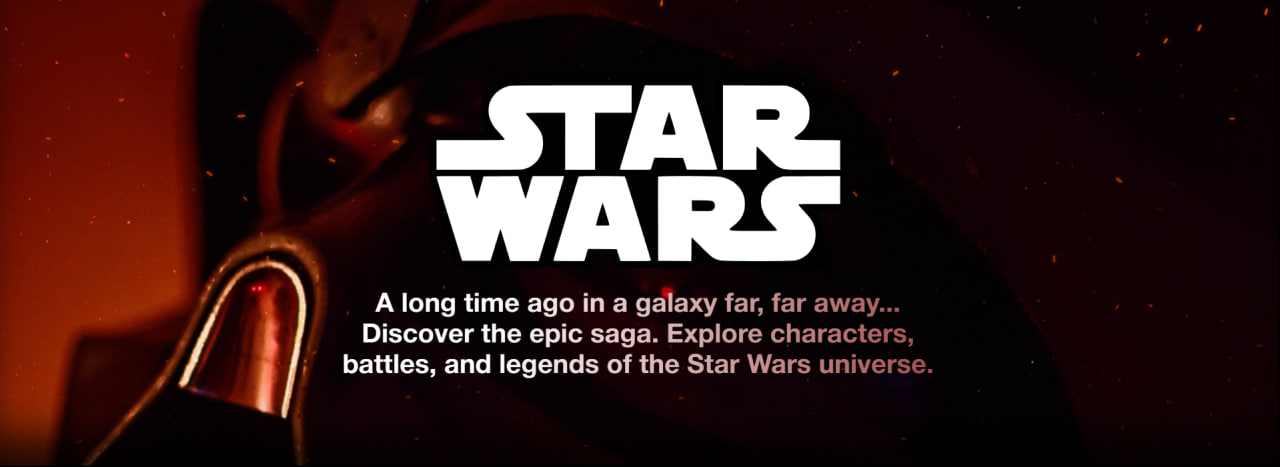 STAR
WARS
A long time ago in a galaxy far, far away...
Discover the epic saga. Explore characters,
battles, and legends of the Star Wars universe.